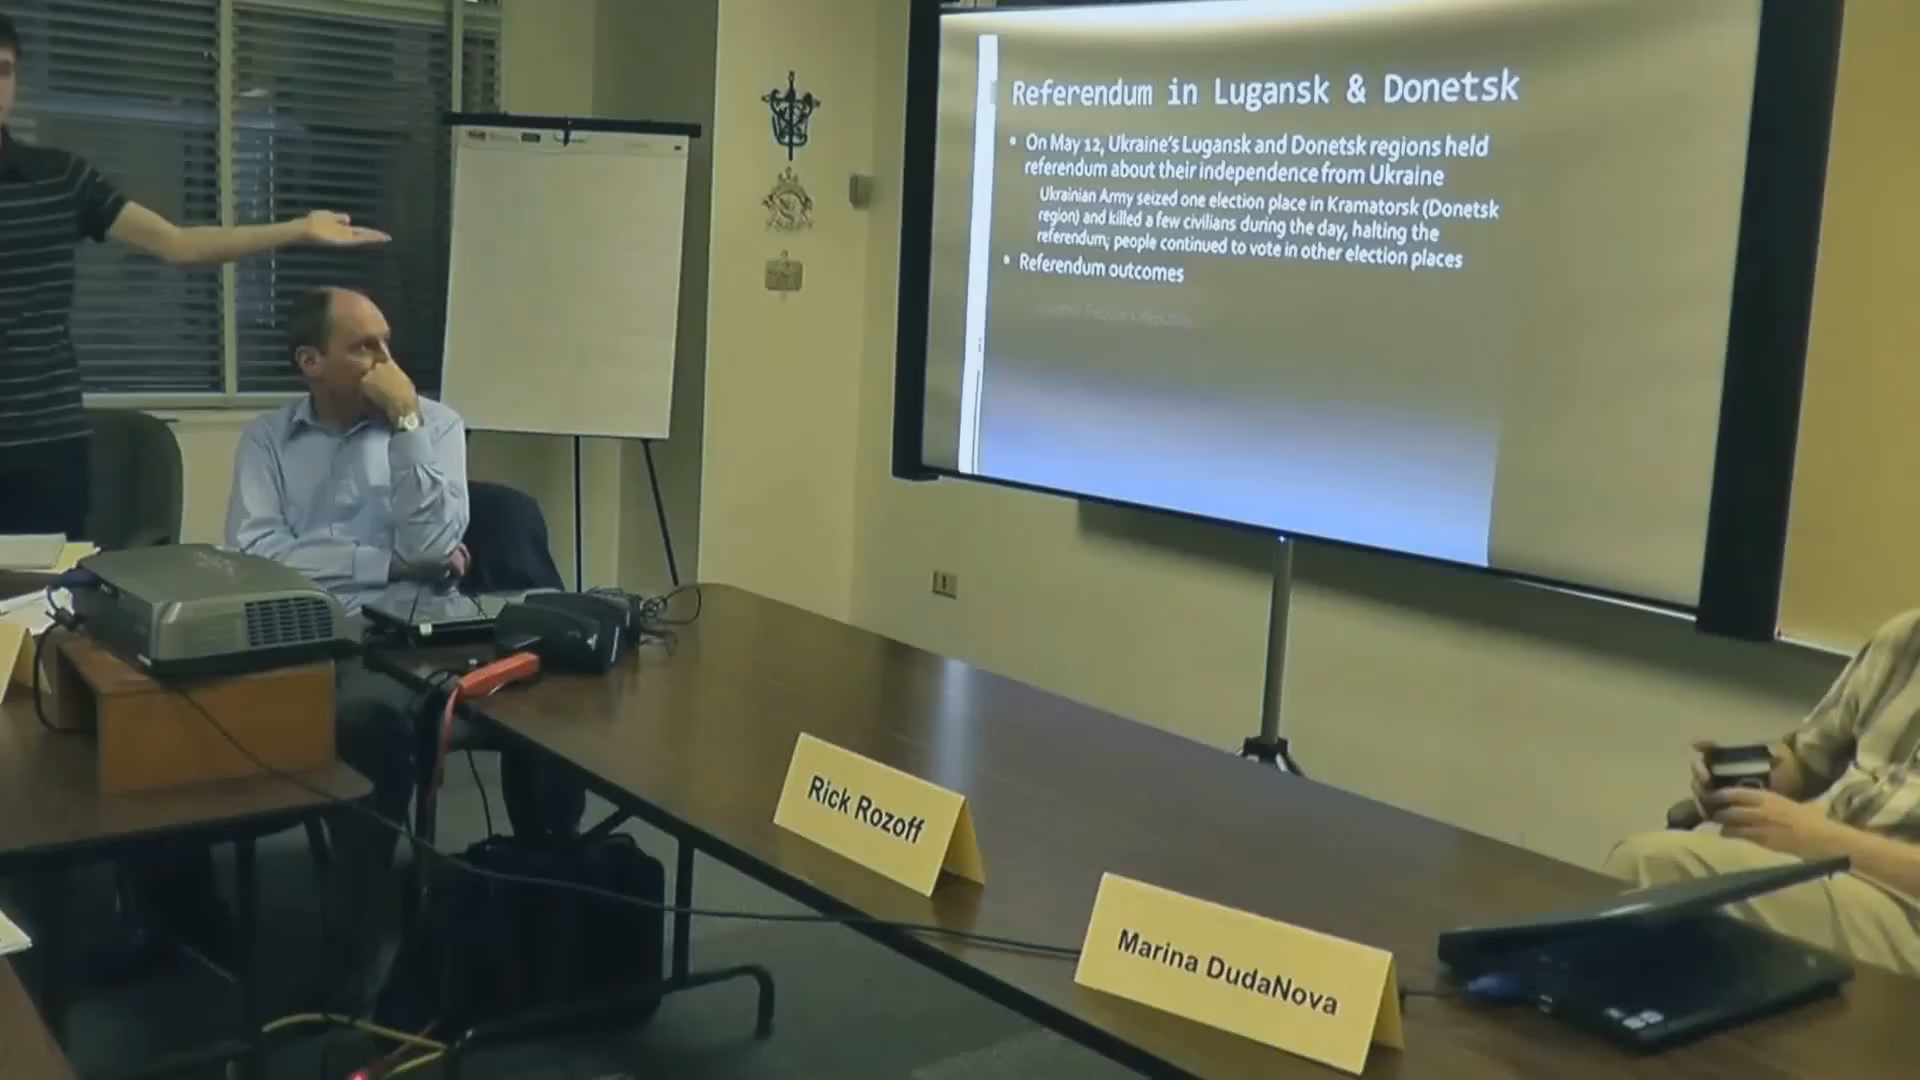 Referendum in Lugansk & Donetsk
• On May 12, Ukraine's Lugansk and Donetsk regions held
referendum about their independence from Ukraine
Ukrainian Army seized one election place in Kramatorsk (Donetsk
region) and killed a few civilians during the day, halting the
referendum; people continued to vote in other election places
• Referendum outcomes
Rick Rozoff
Marina DudaNova